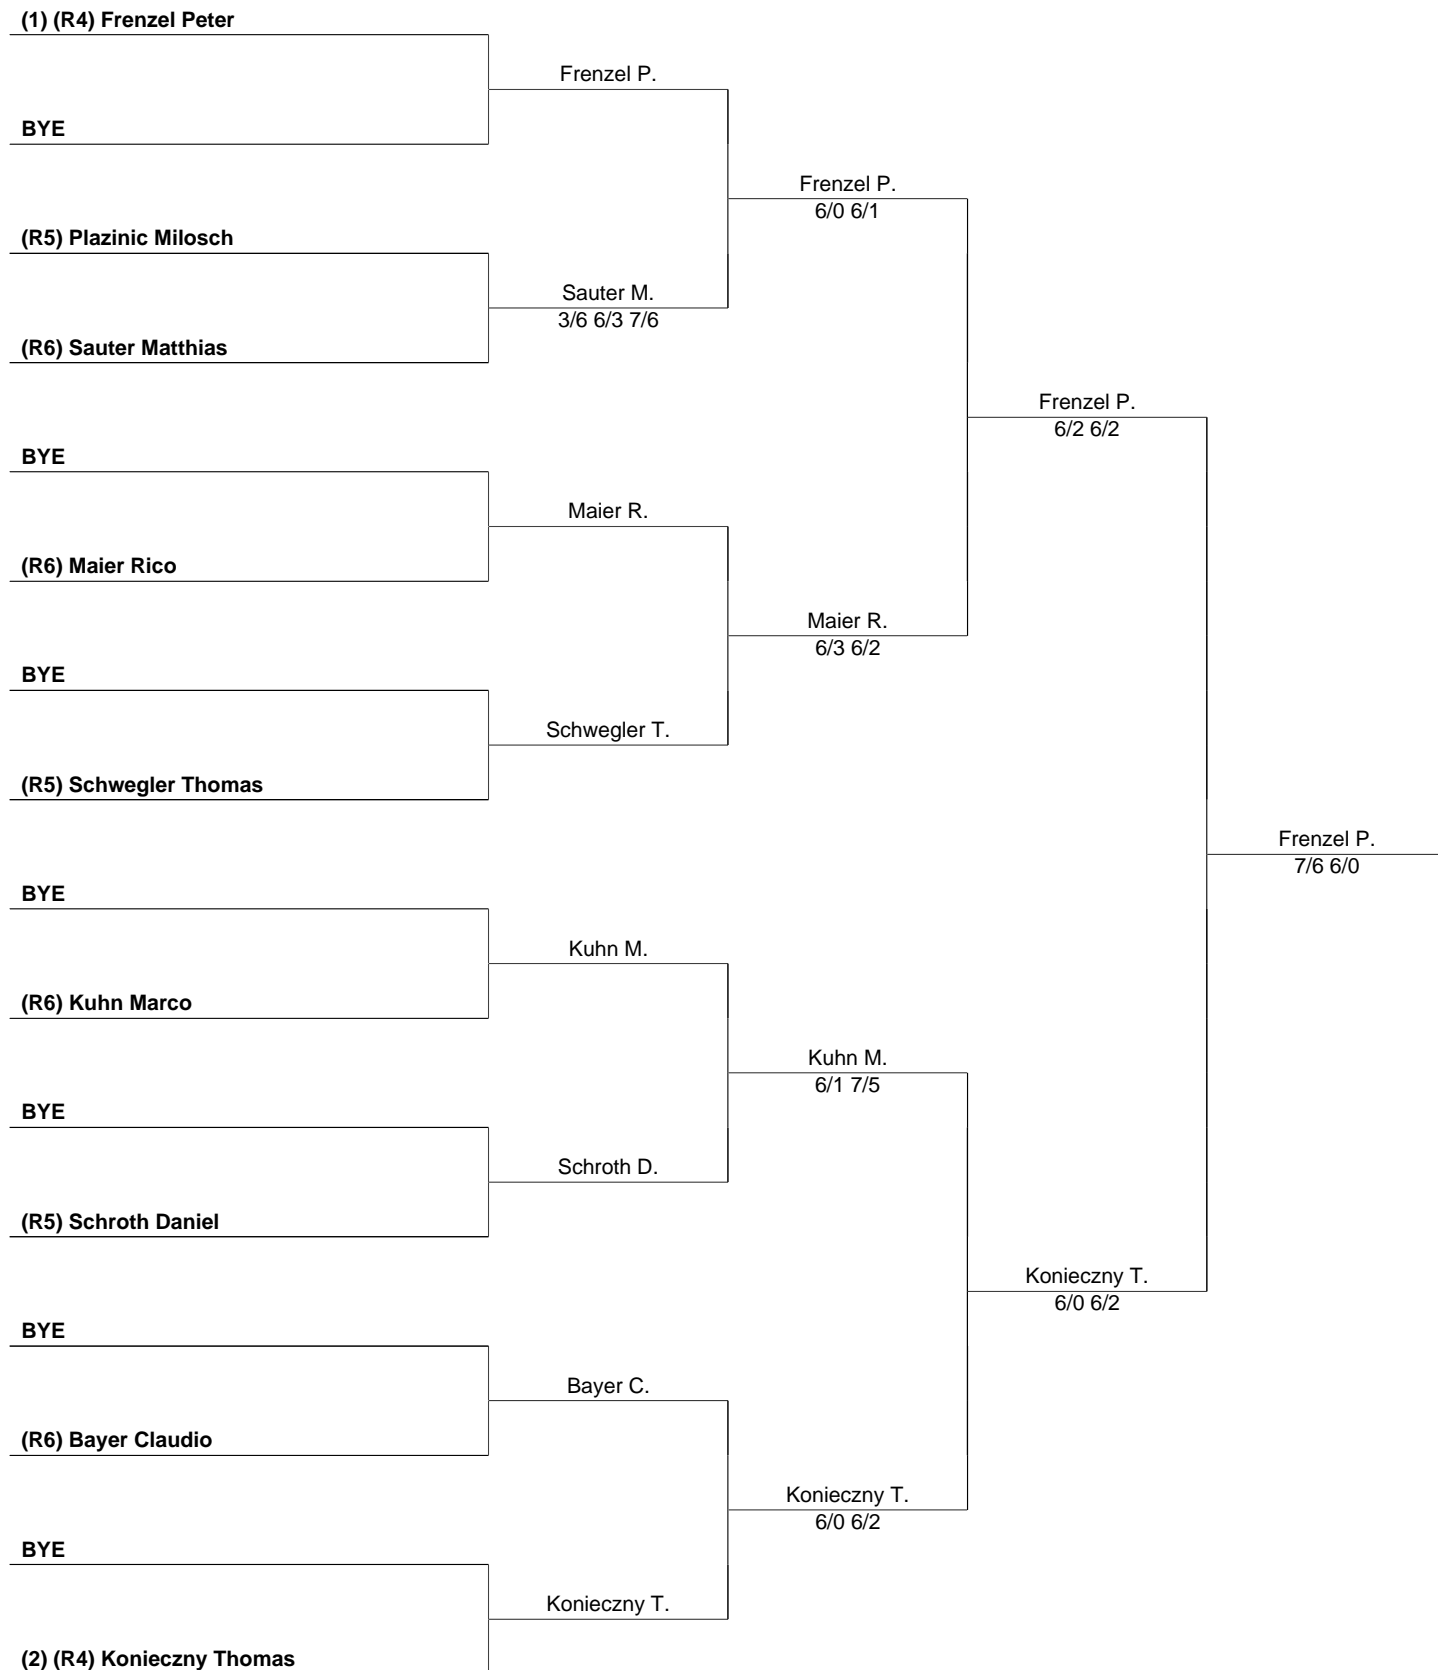 (1) (R4) Frenzel Peter
Frenzel P.
BYE
Frenzel P.
6/0 6/1
(R5) Plazinic Milosch
Sauter M.
3/6 6/3 7/6
(R6) Sauter Matthias
Frenzel P.
6/2 6/2
BYE
Maier R.
(R6) Maier Rico
Maier R.
6/3 6/2
BYE
Schwegler T.
(R5) Schwegler Thomas
Frenzel P.
7/6 6/0
BYE
Kuhn M.
(R6) Kuhn Marco
Kuhn M.
6/1 7/5
BYE
Schroth D.
(R5) Schroth Daniel
Konieczny T.
6/0 6/2
BYE
Bayer C.
(R6) Bayer Claudio
Konieczny T.
6/0 6/2
BYE
Konieczny T.
(2) (R4) Konieczny Thomas